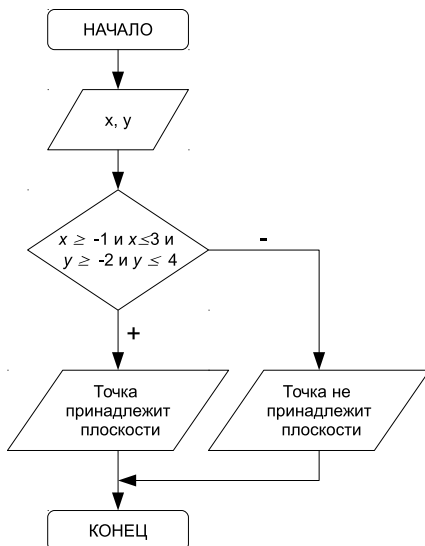 НАЧАЛО
x, y
x ≥ -1 и x≤3 и
y ≥ -2 и y ≤ 4
-
+
Точка
принадлежит
плоскости
Точка не
принадлежит
плоскости
КОНЕЦ